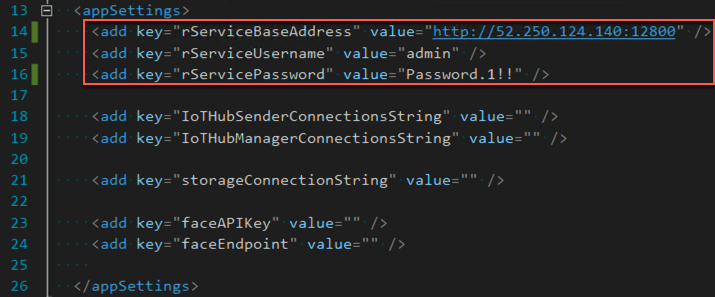 13 <appSettings>
14 <add key="rServiceBaseAddress" value="http://52.250.124.140:12800" />
15 <add key="rServiceUsername" value="admin" />
16 <add key="rServicePassword" value="Password.1!!" />
17
18 <add key="IoTHubSenderConnectionsString" value="" />
19 <add key="IoTHubManagerConnectionsString" value="" />
20
21 <add key="storageConnectionString" value="" />
22
23 <add key="faceAPIKey" value="" />
24 <add key="faceEndpoint" value="" />
25
26 </appSettings>